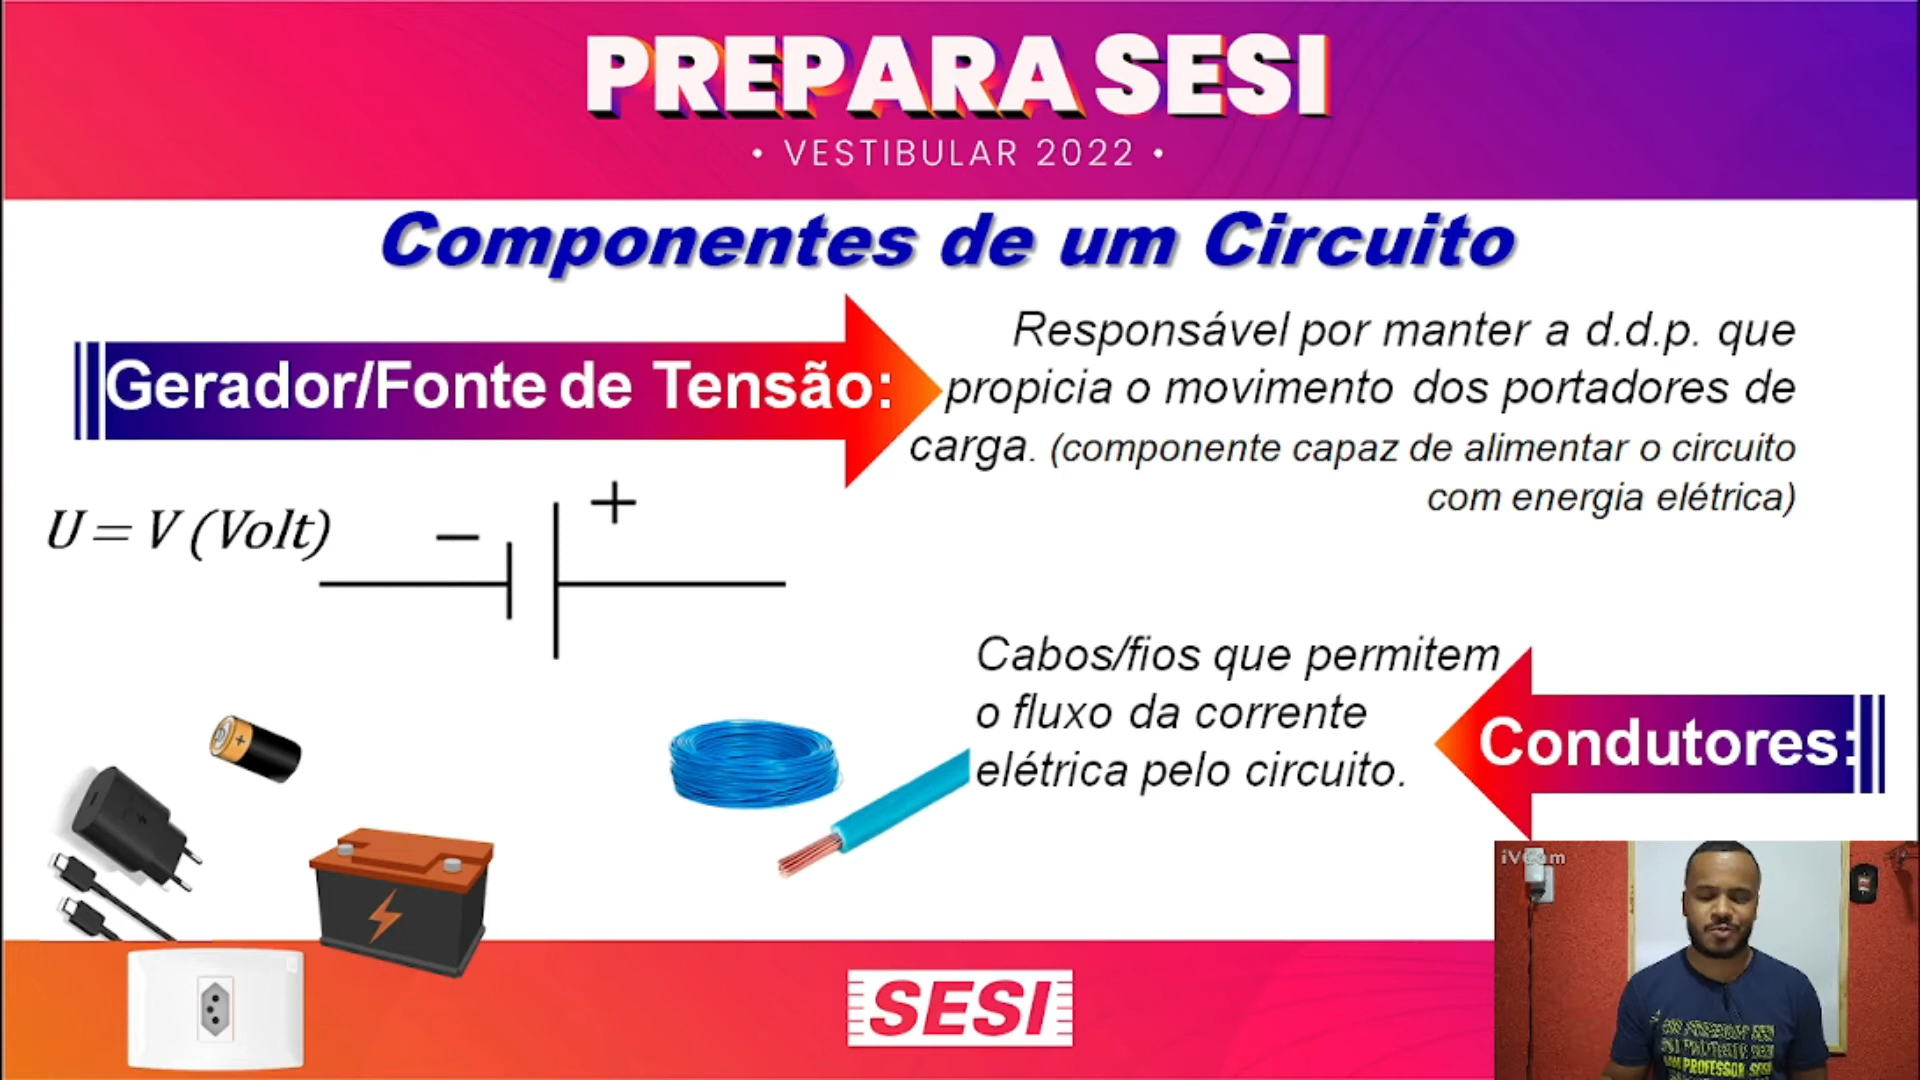 PREPARA SESI
• VESTIBULAR 2022 •
Componentes de um Circuito
Gerador/Fonte de Tensão:
Responsável por manter a d.d.p. que
propicia o movimento dos portadores de
carga. (componente capaz de alimentar o circuito
com energia elétrica)
U = V (Volt)
−
+
Cabos/fios que permitem
o fluxo da corrente
elétrica pelo circuito.
Condutores:
+
SESI
PROFESSOR SESI